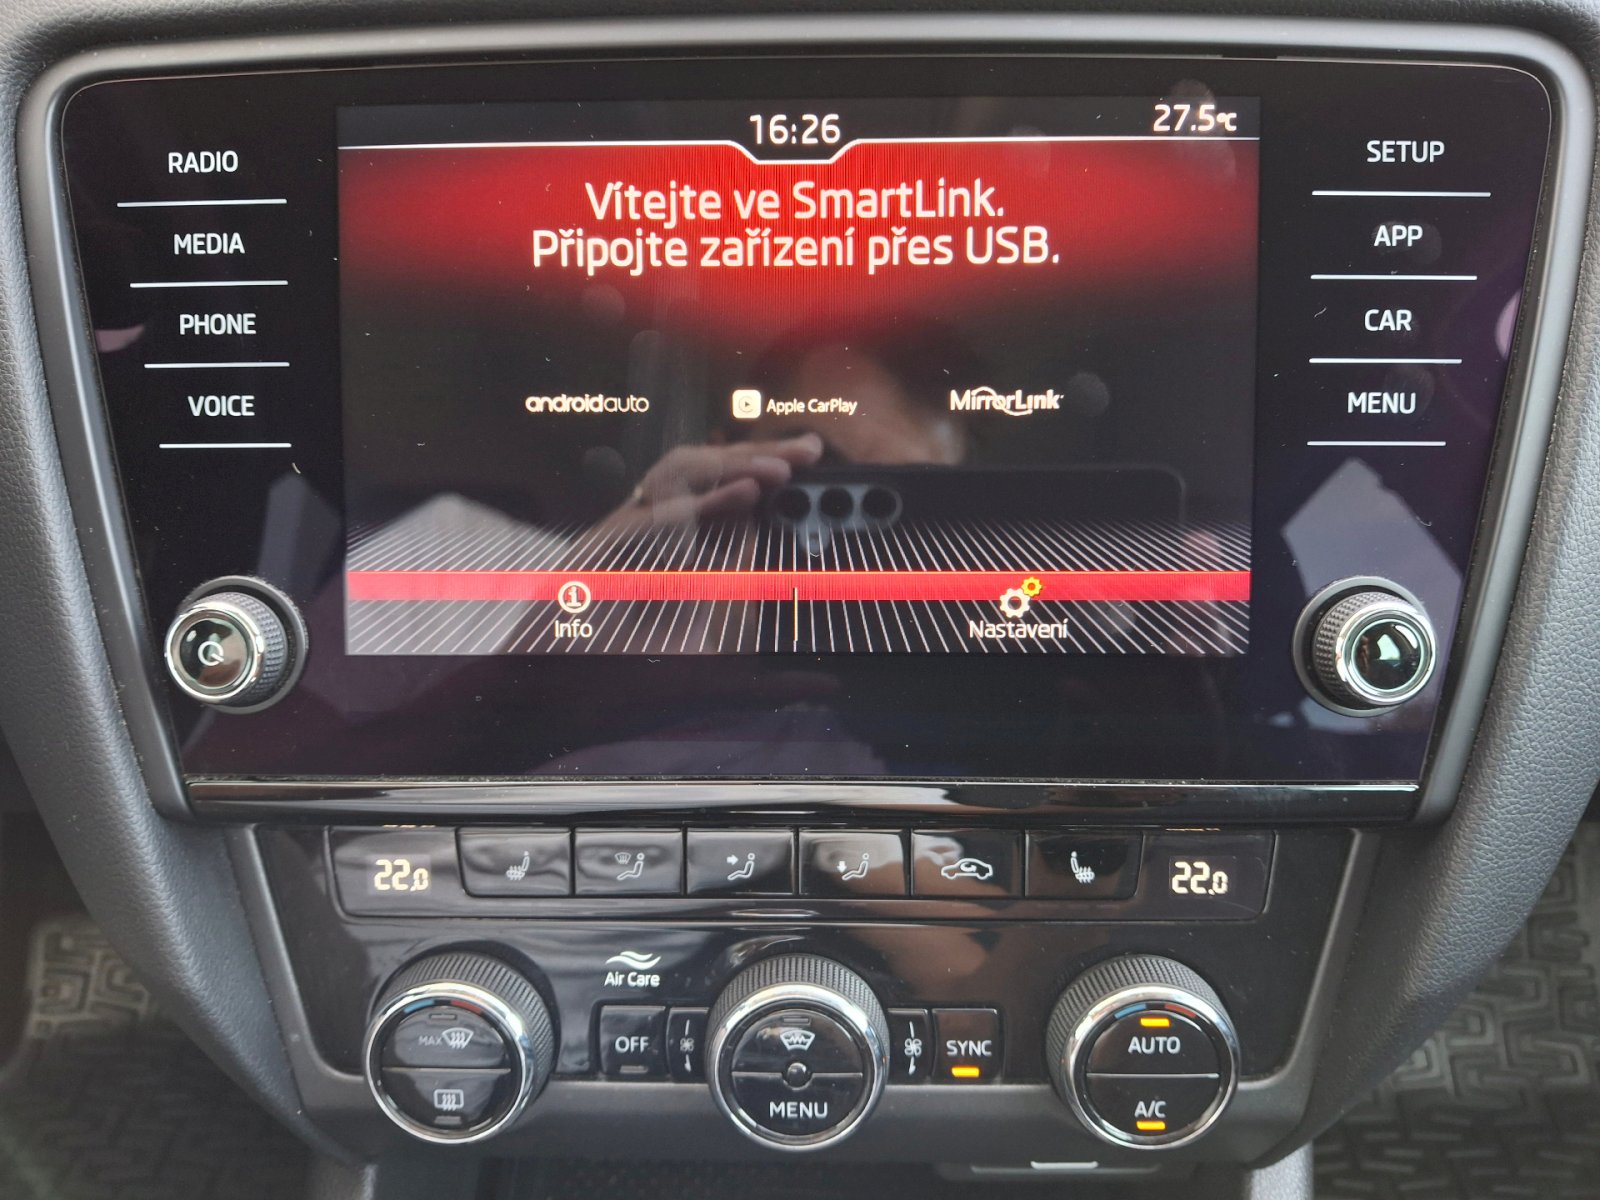 16:26
27.5°C
RADIO
MEDIA
PHONE
VOICE
Vítejte ve SmartLink.
Připojte zařízení přes USB.
androidauto
Apple CarPlay
MirrorLink
Info
Nastavení
SETUP
APP
CAR
MENU
22.0
22.0
Air Care
MAX
OFF
MENU
SYNC
AUTO
A/C